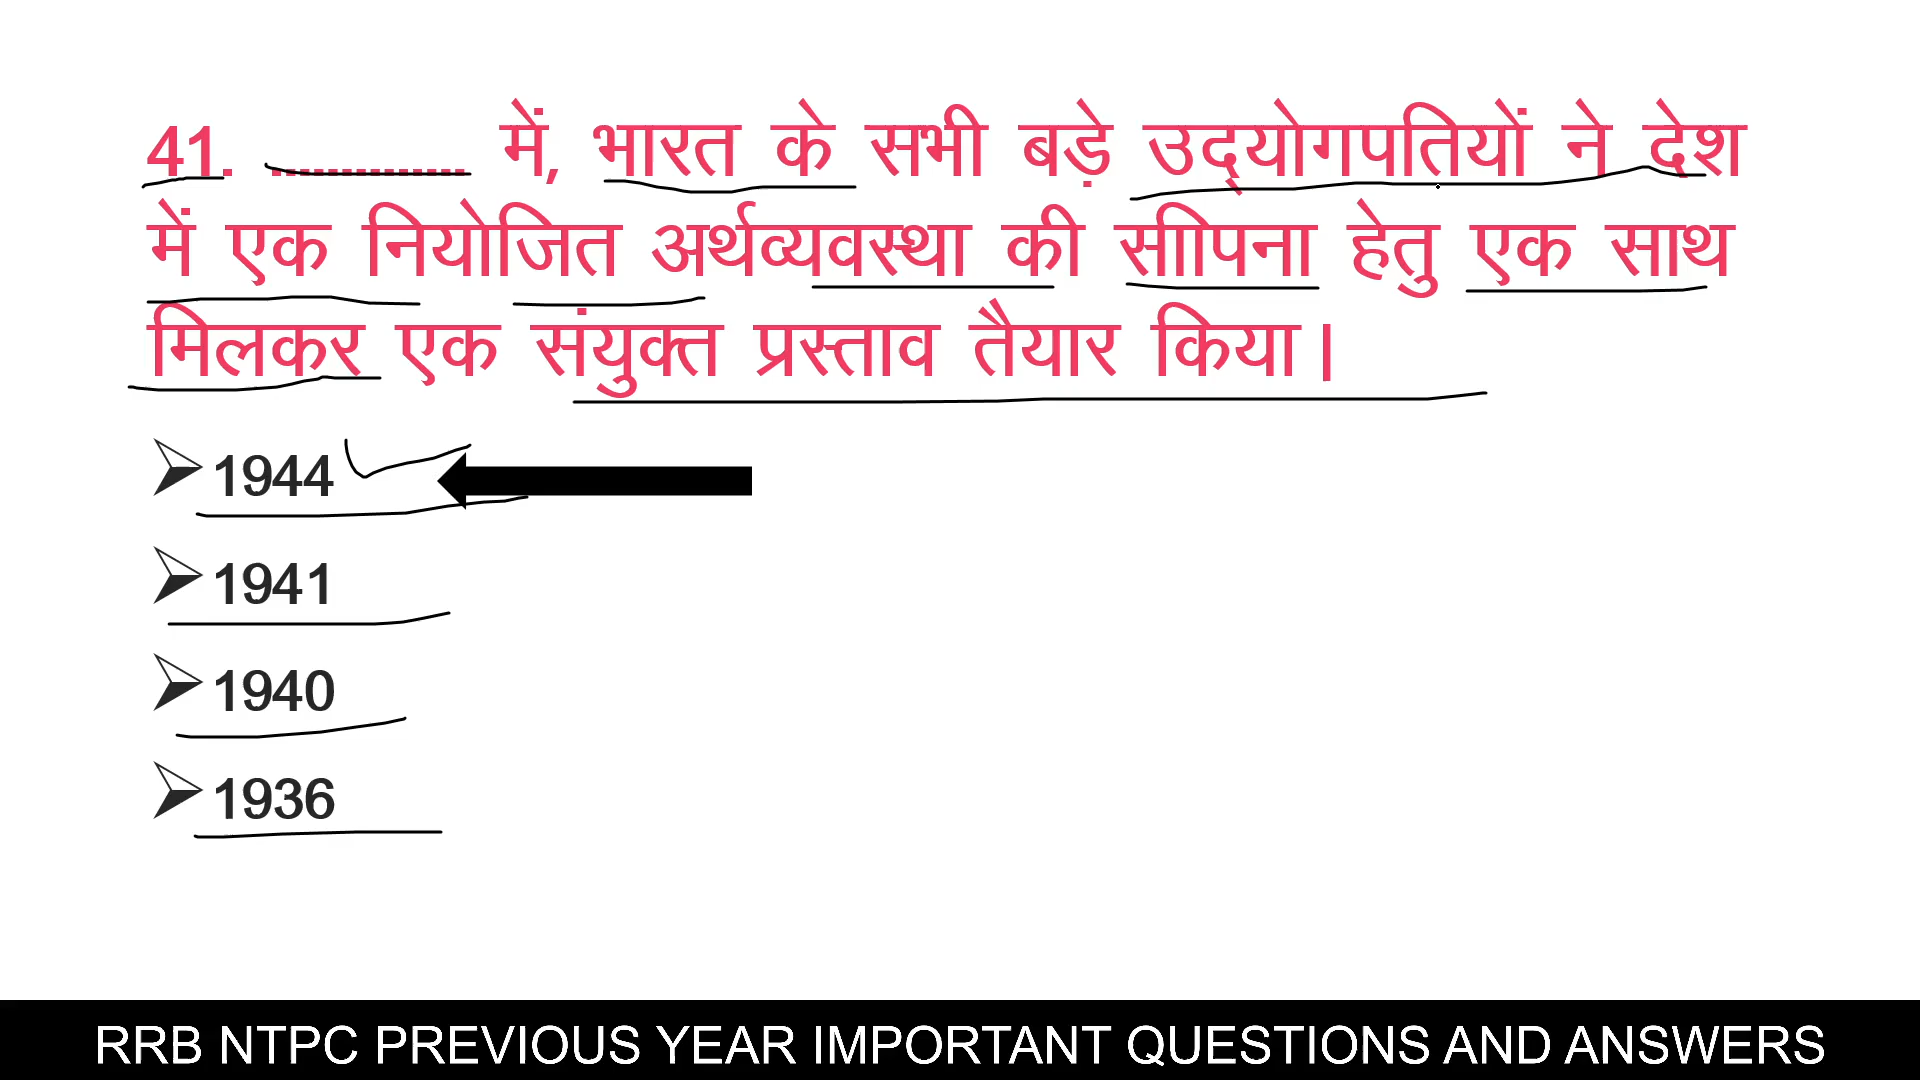 41. ............. में, भारत के सभी बड़े उद्योगपतियों ने देश
में एक नियोजित अर्थव्यवस्था की सीापना हेतु एक साथ
मिलकर एक संयुक्त प्रस्ताव तैयार किया।
1944
1941
1940
1936
RRB NTPC PREVIOUS YEAR IMPORTANT QUESTIONS AND ANSWERS